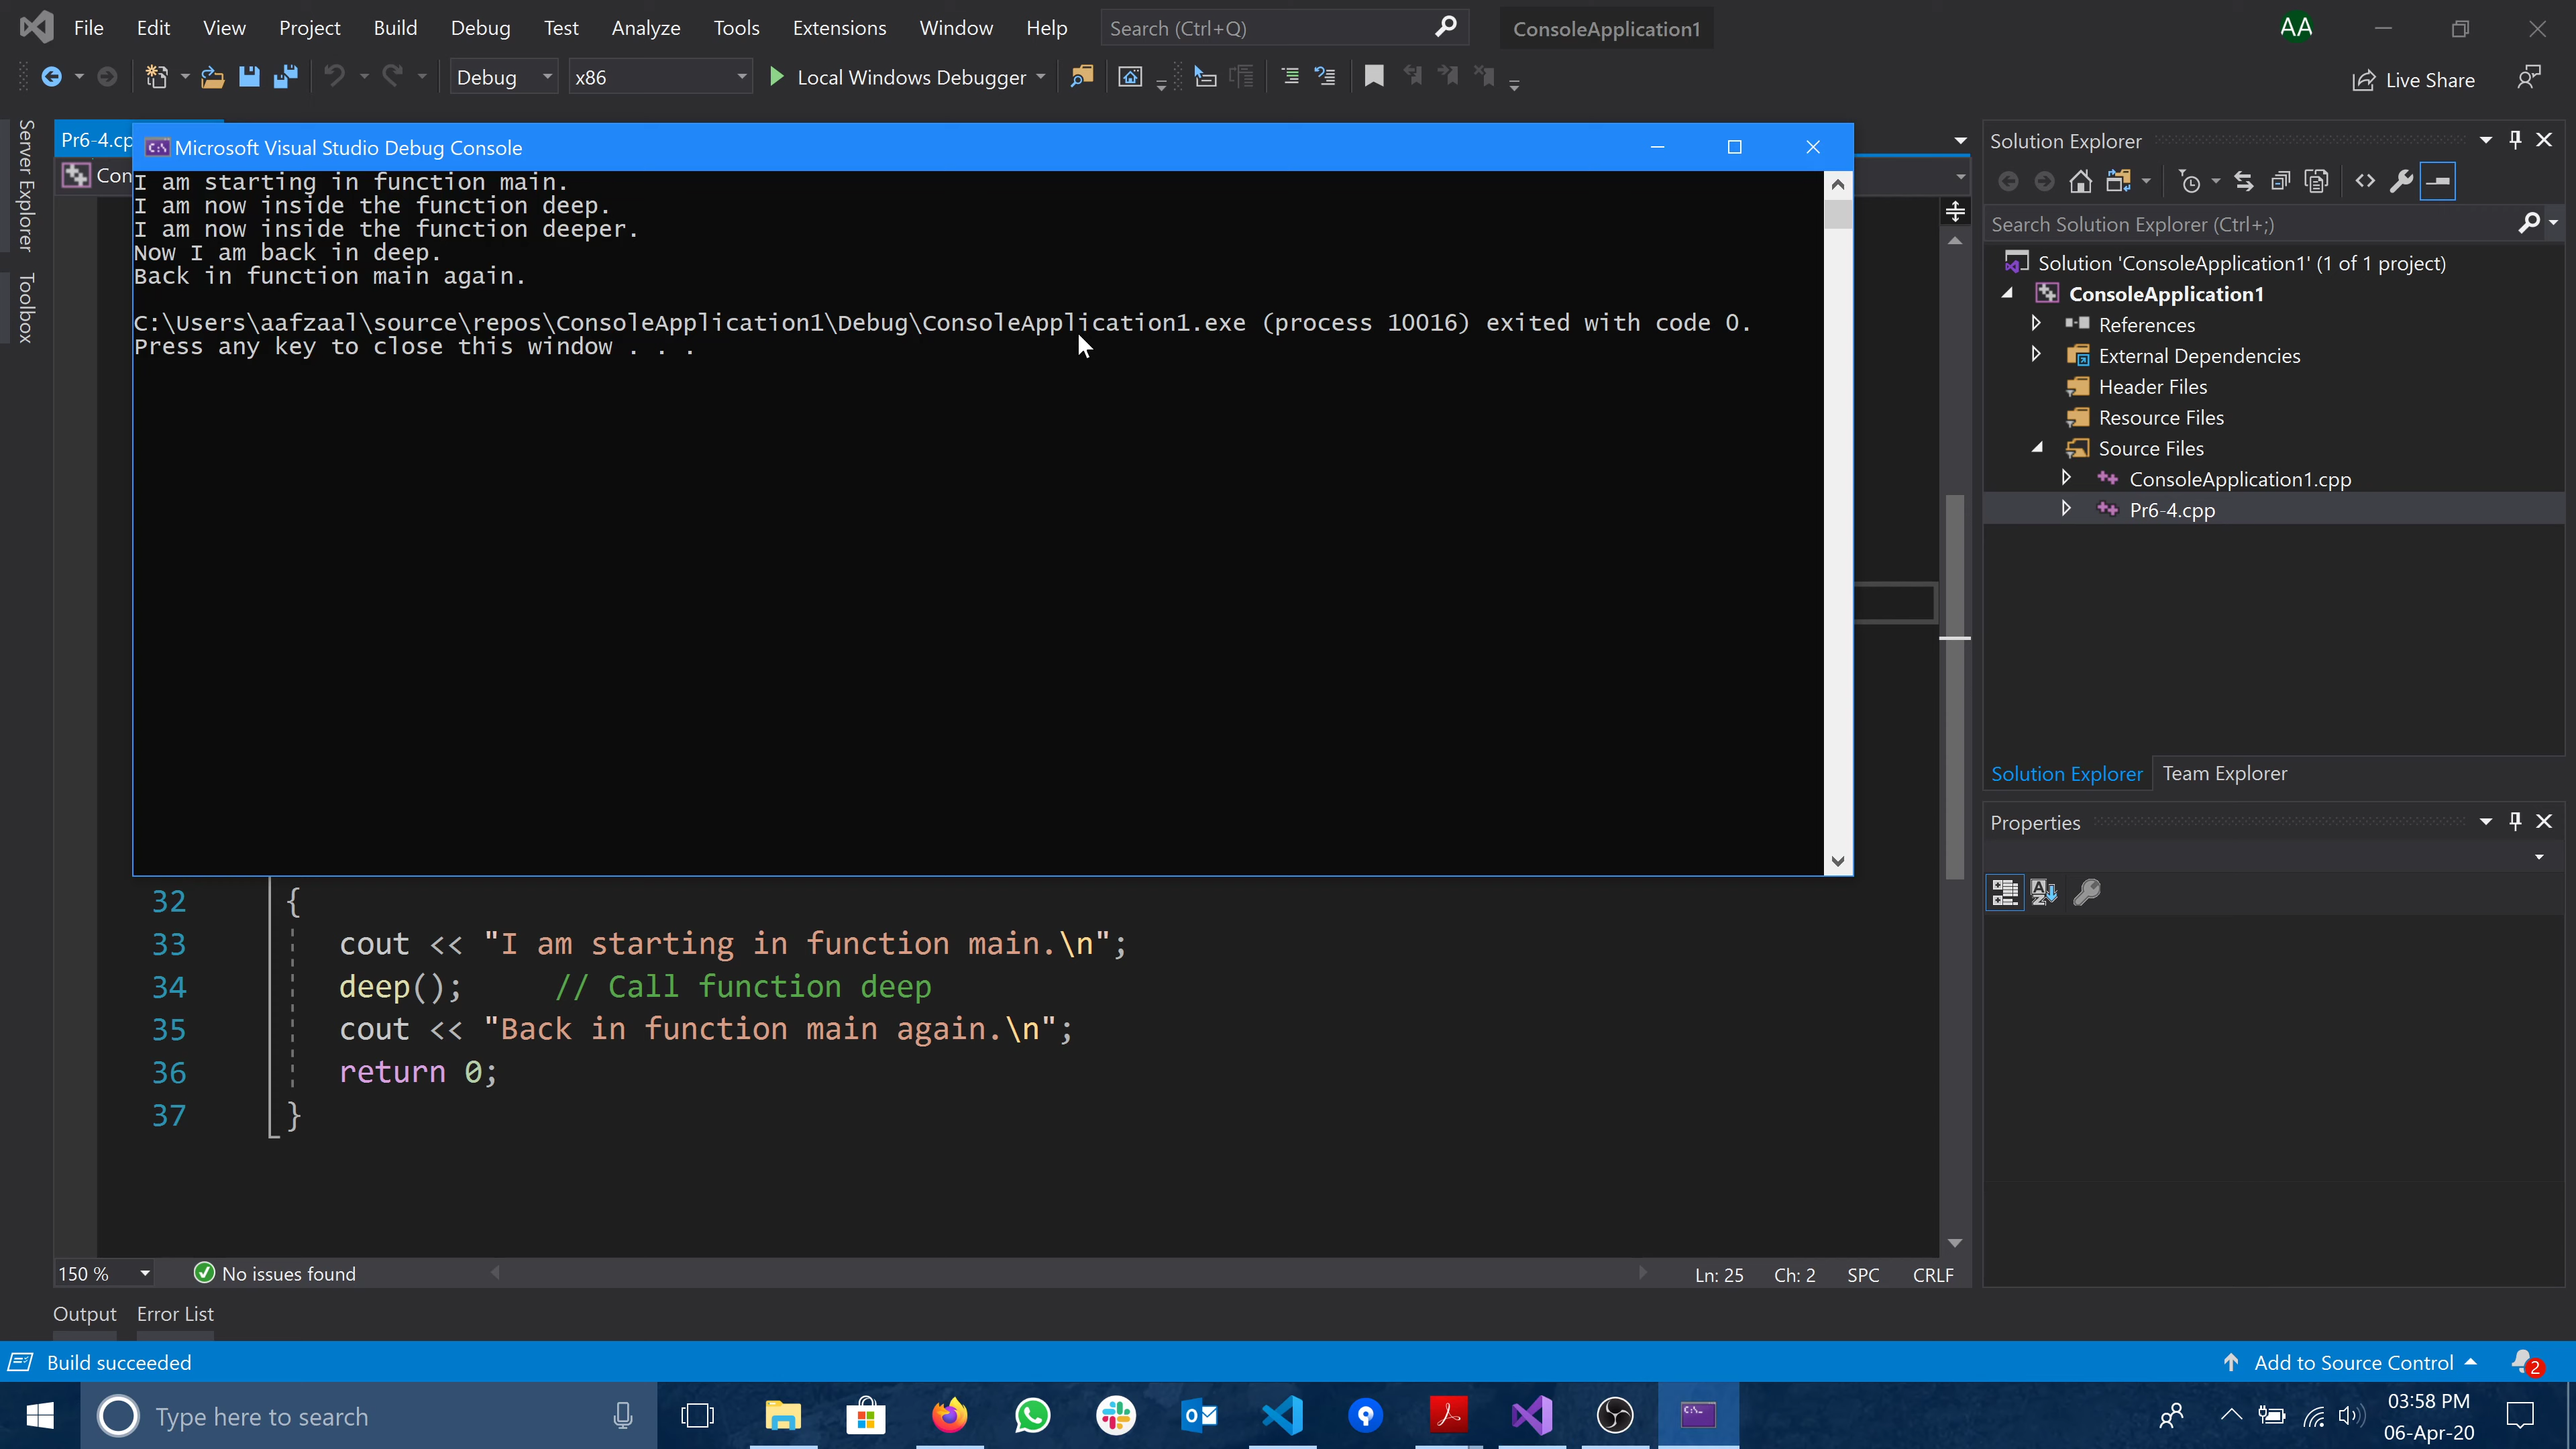 File Edit View Project Build Debug Test Analyze Tools Extensions Window Help Search (Ctrl+Q) ConsoleApplication1 AA
Debug x86 Local Windows Debugger Live Share
Server Explorer
Toolbox
Pr6-4.cp
Con
Microsoft Visual Studio Debug Console
I am starting in function main.
I am now inside the function deep.
I am now inside the function deeper.
Now I am back in deep.
Back in function main again.
C:\Users\aafzaal\source\repos\ConsoleApplication1\Debug\ConsoleApplication1.exe (process 10016) exited with code 0.
Press any key to close this window . . .
32 {
33 cout << "I am starting in function main.\n";
34 deep(); // Call function deep
35 cout << "Back in function main again.\n";
36 return 0;
37 }
150 % No issues found Ln: 25 Ch: 2 SPC CRLF
Output Error List
Solution Explorer
Search Solution Explorer (Ctrl+;)
Solution 'ConsoleApplication1' (1 of 1 project)
ConsoleApplication1
References
External Dependencies
Header Files
Resource Files
Source Files
ConsoleApplication1.cpp
Pr6-4.cpp
Solution Explorer Team Explorer
Properties
Build succeeded Add to Source Control 2
Type here to search
03:58 PM
06-Apr-20